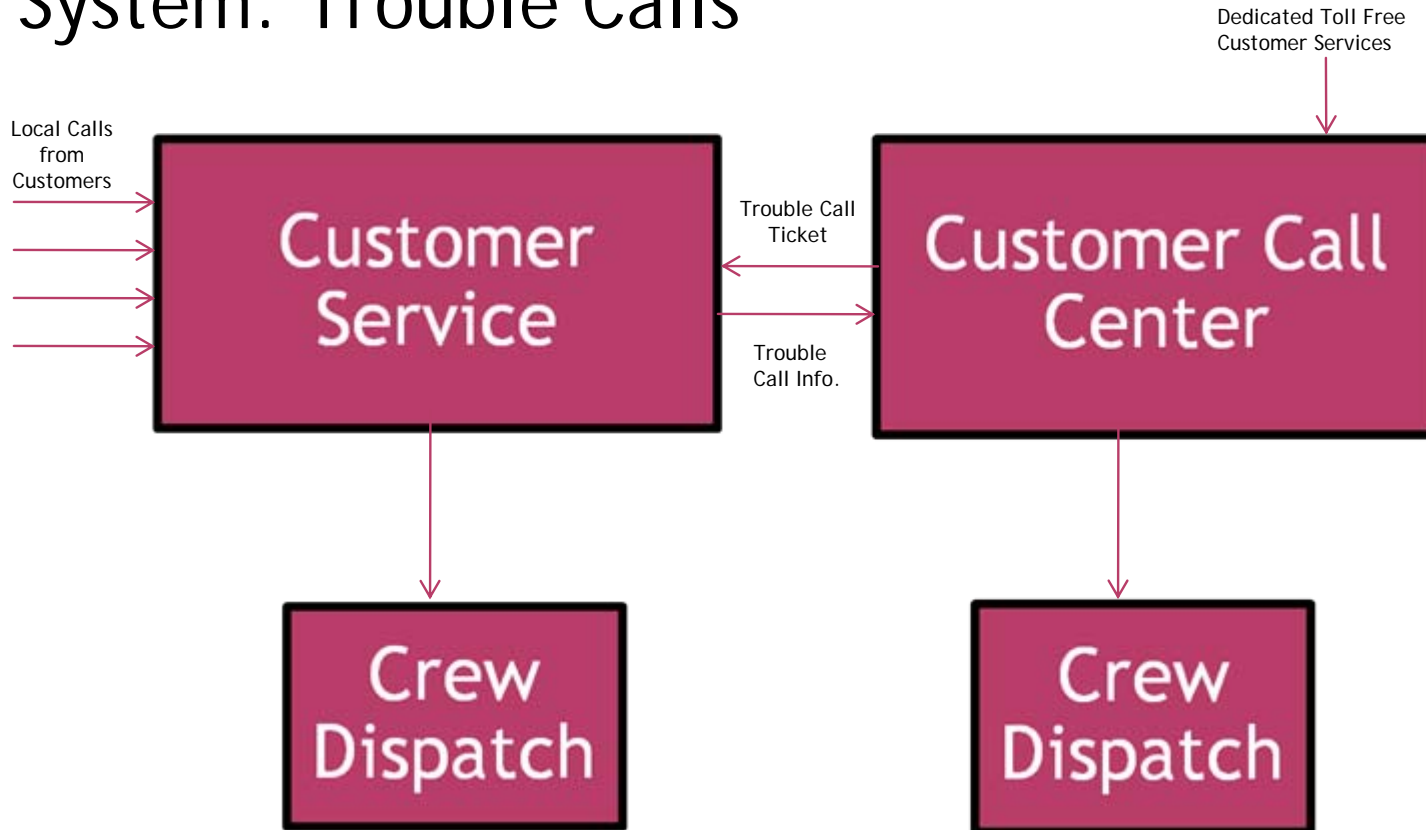 System: Trouble Calls
Dedicated Toll Free
Customer Services
Local Calls
from
Customers
Customer
Service
Trouble Call
Ticket
Trouble
Call Info.
Customer Call
Center
Crew
Dispatch
Crew
Dispatch